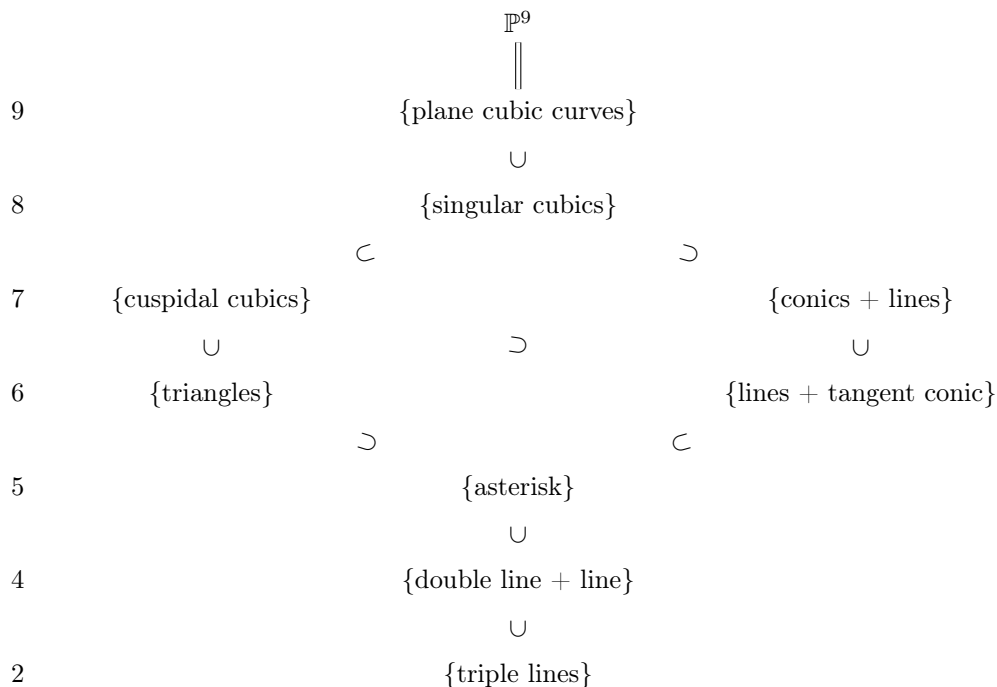 ℙ⁹
‖
9 {plane cubic curves}
∪
8 {singular cubics}
⊂ ⊃
7 {cuspidal cubics} {conics + lines}
∪ ⊃ ∪
6 {triangles} {lines + tangent conic}
⊃ ⊂
5 {asterisk}
∪
4 {double line + line}
∪
2 {triple lines}